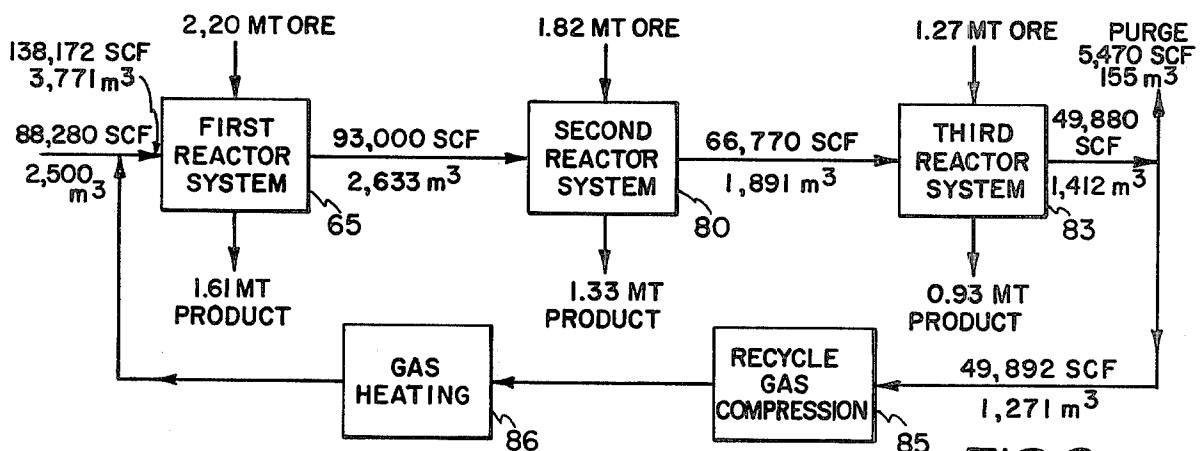 2,20 MT ORE
1.82 MT ORE
1.27 MT ORE
PURGE
5,470 SCF
155 m³
138,172 SCF
3,771 m³
88,280 SCF
2,500 m³
FIRST
REACTOR
SYSTEM
65
93,000 SCF
2,633 m³
SECOND
REACTOR
SYSTEM
80
66,770 SCF
1,891 m³
THIRD
REACTOR
SYSTEM
83
49,880
SCF
1,412 m³
1.61 MT
PRODUCT
1.33 MT
PRODUCT
0.93 MT
PRODUCT
GAS
HEATING
86
RECYCLE
GAS
COMPRESSION
85
49,892 SCF
1,271 m³